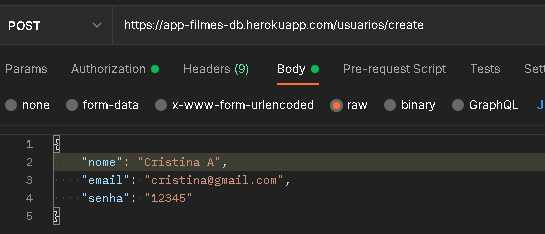 POST https://app-filmes-db.herokuapp.com/usuarios/create
Params Authorization Headers (9) Body Pre-request Script Tests Sett
none form-data x-www-form-urlencoded raw binary GraphQL J
1 {
2 "nome": "Cristina A",
3 "email": "cristina@gmail.com",
4 "senha": "12345"
5 }